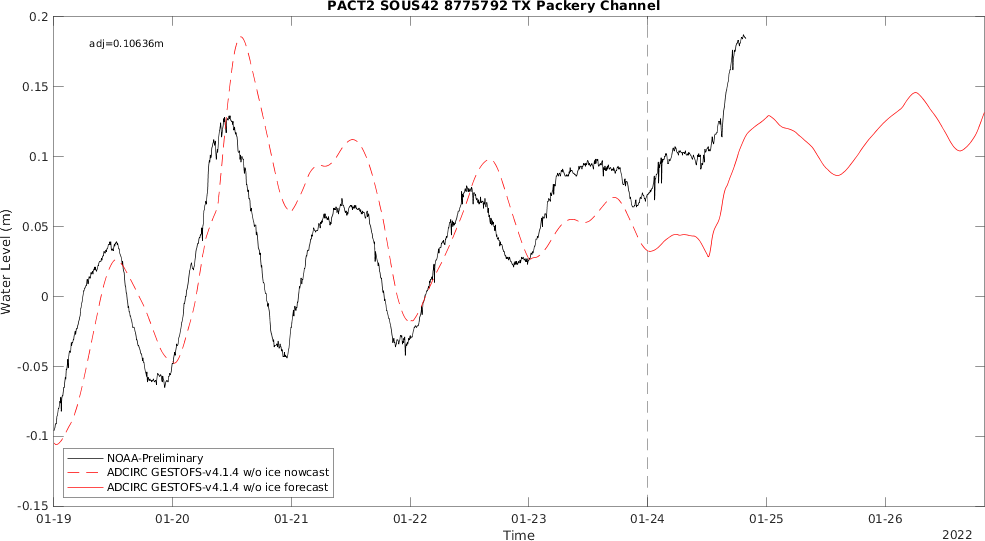 PACT2 SOUS42 8775792 TX Packery Channel
adj=0.10636m
0.2
0.15
0.1
0.05
0
-0.05
-0.1
-0.15
Water Level (m)
NOAA-Preliminary
ADCIRC GESTOFS-v4.1.4 w/o ice nowcast
ADCIRC GESTOFS-v4.1.4 w/o ice forecast
01-19 01-20 01-21 01-22 01-23 01-24 01-25 01-26
Time
2022